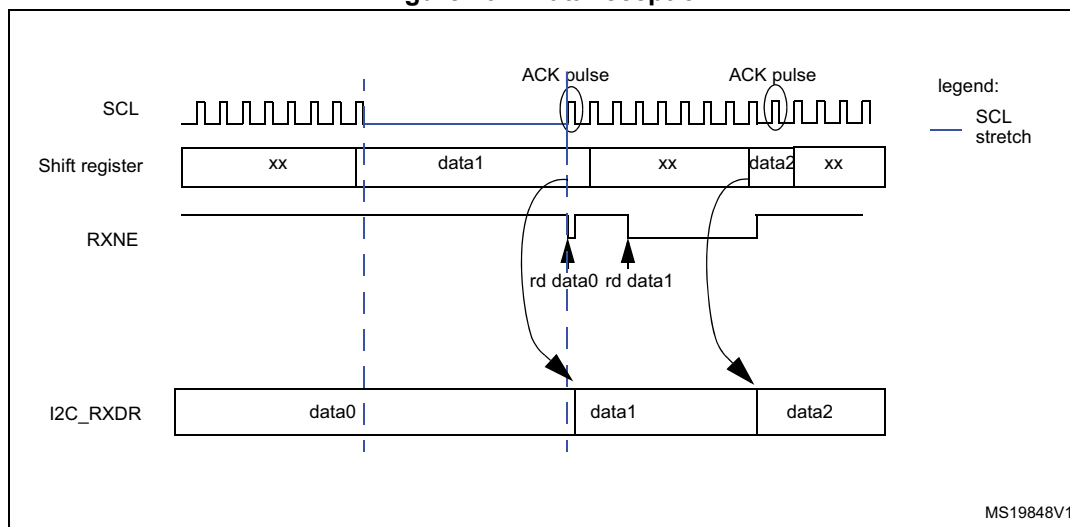 ACK pulse
ACK pulse
legend:
SCL
SCL
stretch
Shift register
xx
data1
xx
data2
xx
RXNE
rd data0
rd data1
I2C_RXDR
data0
data1
data2
MS19848V1